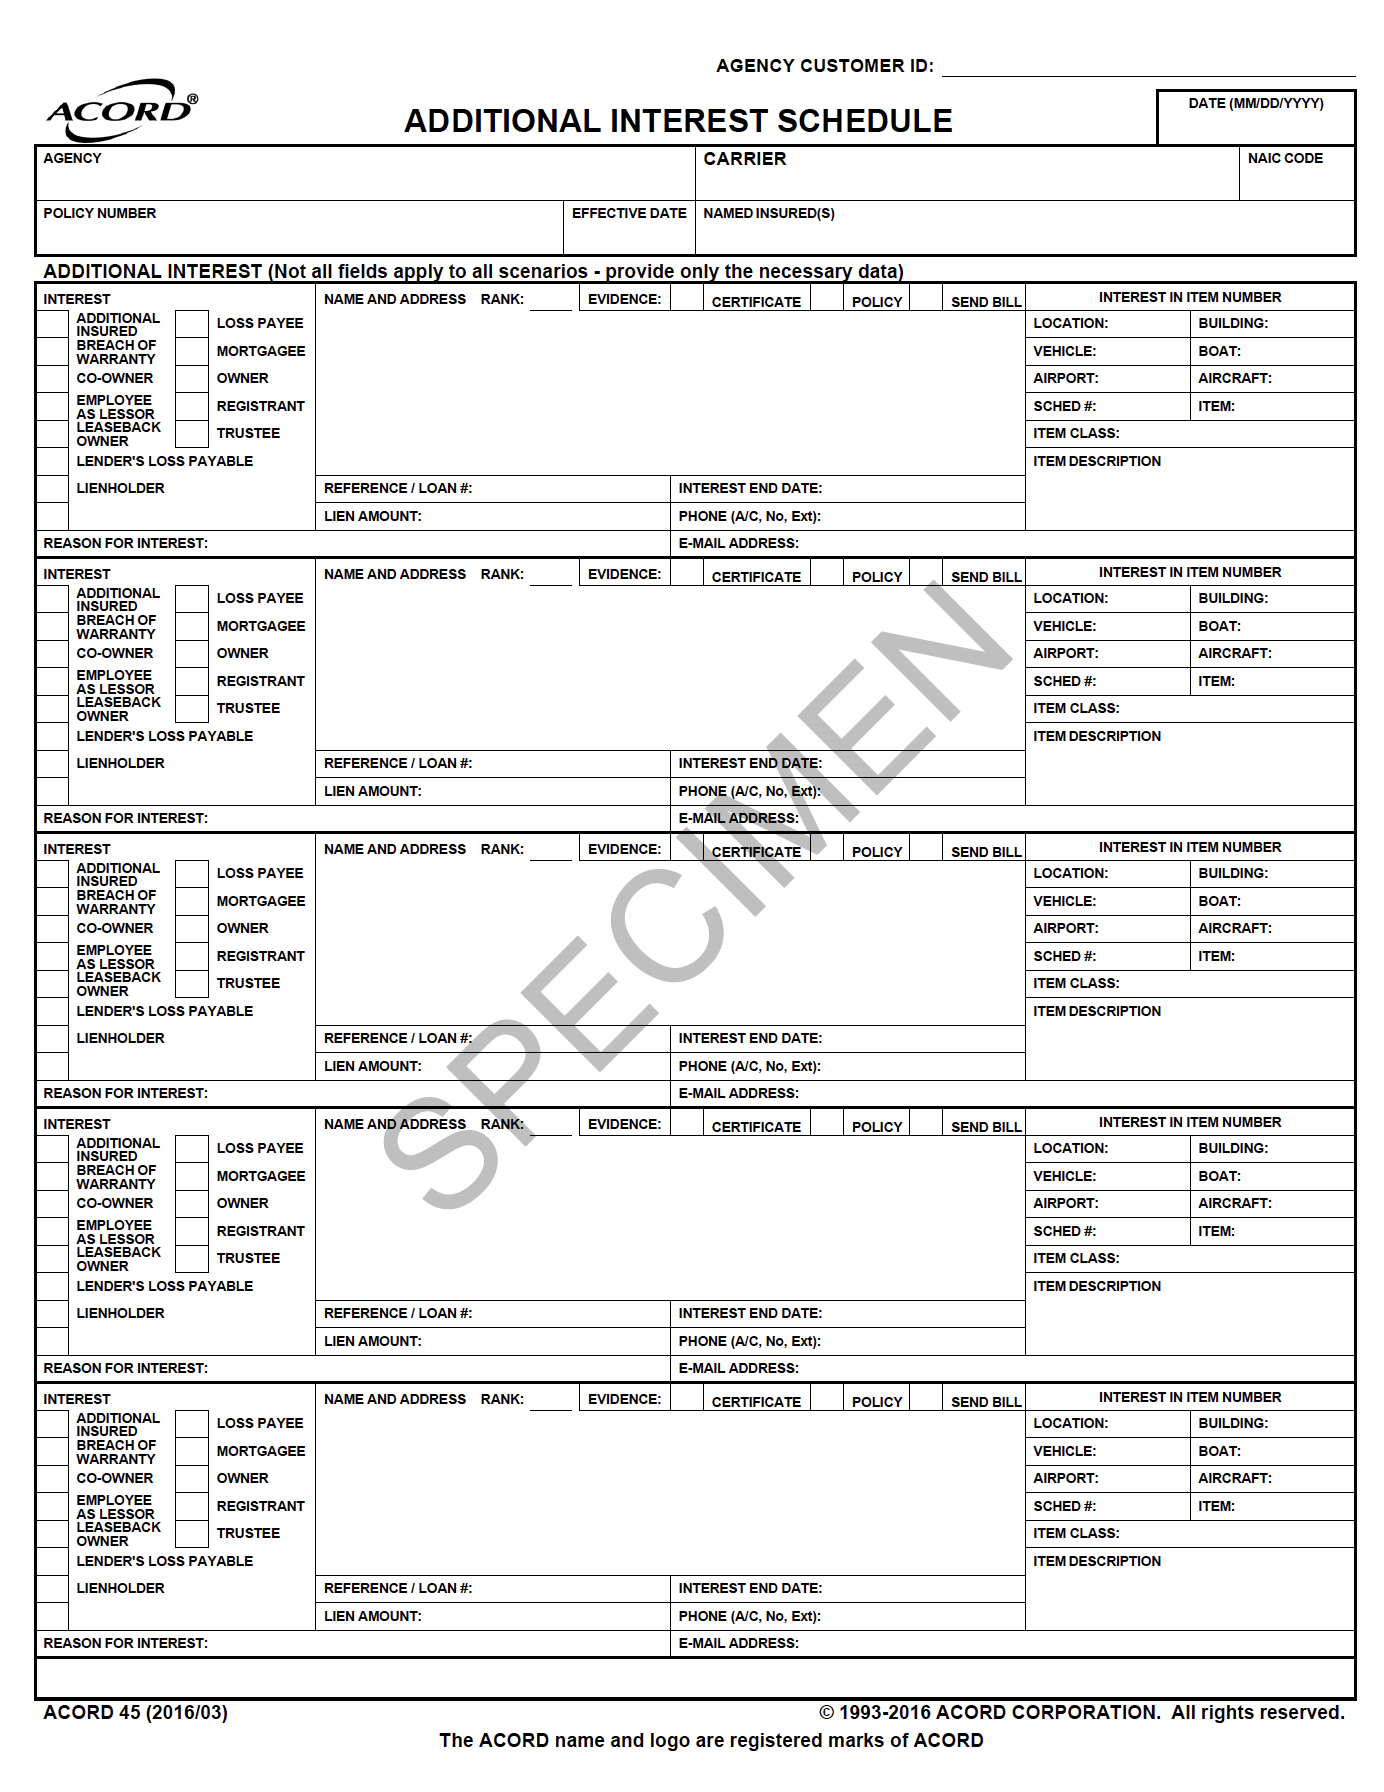 AGENCY CUSTOMER ID:
ACORD®
ADDITIONAL INTEREST SCHEDULE
DATE (MM/DD/YYYY)
AGENCY CARRIER NAIC CODE
POLICY NUMBER EFFECTIVE DATE NAMED INSURED(S)
ADDITIONAL INTEREST (Not all fields apply to all scenarios - provide only the necessary data)
INTEREST NAME AND ADDRESS RANK: EVIDENCE: CERTIFICATE POLICY SEND BILL INTEREST IN ITEM NUMBER
ADDITIONAL INSURED LOSS PAYEE LOCATION: BUILDING:
BREACH OF WARRANTY MORTGAGEE VEHICLE: BOAT:
CO-OWNER OWNER AIRPORT: AIRCRAFT:
EMPLOYEE AS LESSOR REGISTRANT SCHED #: ITEM:
LEASEBACK OWNER TRUSTEE ITEM CLASS:
LENDER'S LOSS PAYABLE ITEM DESCRIPTION
LIENHOLDER REFERENCE / LOAN #: INTEREST END DATE:
LIEN AMOUNT: PHONE (A/C, No, Ext):
REASON FOR INTEREST: E-MAIL ADDRESS:
INTEREST NAME AND ADDRESS RANK: EVIDENCE: CERTIFICATE POLICY SEND BILL INTEREST IN ITEM NUMBER
ADDITIONAL INSURED LOSS PAYEE LOCATION: BUILDING:
BREACH OF WARRANTY MORTGAGEE VEHICLE: BOAT:
CO-OWNER OWNER AIRPORT: AIRCRAFT:
EMPLOYEE AS LESSOR REGISTRANT SCHED #: ITEM:
LEASEBACK OWNER TRUSTEE ITEM CLASS:
LENDER'S LOSS PAYABLE ITEM DESCRIPTION
LIENHOLDER REFERENCE / LOAN #: INTEREST END DATE:
LIEN AMOUNT: PHONE (A/C, No, Ext):
REASON FOR INTEREST: E-MAIL ADDRESS:
SPECIMEN
INTEREST NAME AND ADDRESS RANK: EVIDENCE: CERTIFICATE POLICY SEND BILL INTEREST IN ITEM NUMBER
ADDITIONAL INSURED LOSS PAYEE LOCATION: BUILDING:
BREACH OF WARRANTY MORTGAGEE VEHICLE: BOAT:
CO-OWNER OWNER AIRPORT: AIRCRAFT:
EMPLOYEE AS LESSOR REGISTRANT SCHED #: ITEM:
LEASEBACK OWNER TRUSTEE ITEM CLASS:
LENDER'S LOSS PAYABLE ITEM DESCRIPTION
LIENHOLDER REFERENCE / LOAN #: INTEREST END DATE:
LIEN AMOUNT: PHONE (A/C, No, Ext):
REASON FOR INTEREST: E-MAIL ADDRESS:
INTEREST NAME AND ADDRESS RANK: EVIDENCE: CERTIFICATE POLICY SEND BILL INTEREST IN ITEM NUMBER
ADDITIONAL INSURED LOSS PAYEE LOCATION: BUILDING:
BREACH OF WARRANTY MORTGAGEE VEHICLE: BOAT:
CO-OWNER OWNER AIRPORT: AIRCRAFT:
EMPLOYEE AS LESSOR REGISTRANT SCHED #: ITEM:
LEASEBACK OWNER TRUSTEE ITEM CLASS:
LENDER'S LOSS PAYABLE ITEM DESCRIPTION
LIENHOLDER REFERENCE / LOAN #: INTEREST END DATE:
LIEN AMOUNT: PHONE (A/C, No, Ext):
REASON FOR INTEREST: E-MAIL ADDRESS:
INTEREST NAME AND ADDRESS RANK: EVIDENCE: CERTIFICATE POLICY SEND BILL INTEREST IN ITEM NUMBER
ADDITIONAL INSURED LOSS PAYEE LOCATION: BUILDING:
BREACH OF WARRANTY MORTGAGEE VEHICLE: BOAT:
CO-OWNER OWNER AIRPORT: AIRCRAFT:
EMPLOYEE AS LESSOR REGISTRANT SCHED #: ITEM:
LEASEBACK OWNER TRUSTEE ITEM CLASS:
LENDER'S LOSS PAYABLE ITEM DESCRIPTION
LIENHOLDER REFERENCE / LOAN #: INTEREST END DATE:
LIEN AMOUNT: PHONE (A/C, No, Ext):
REASON FOR INTEREST: E-MAIL ADDRESS:
ACORD 45 (2016/03) © 1993-2016 ACORD CORPORATION. All rights reserved.
The ACORD name and logo are registered marks of ACORD